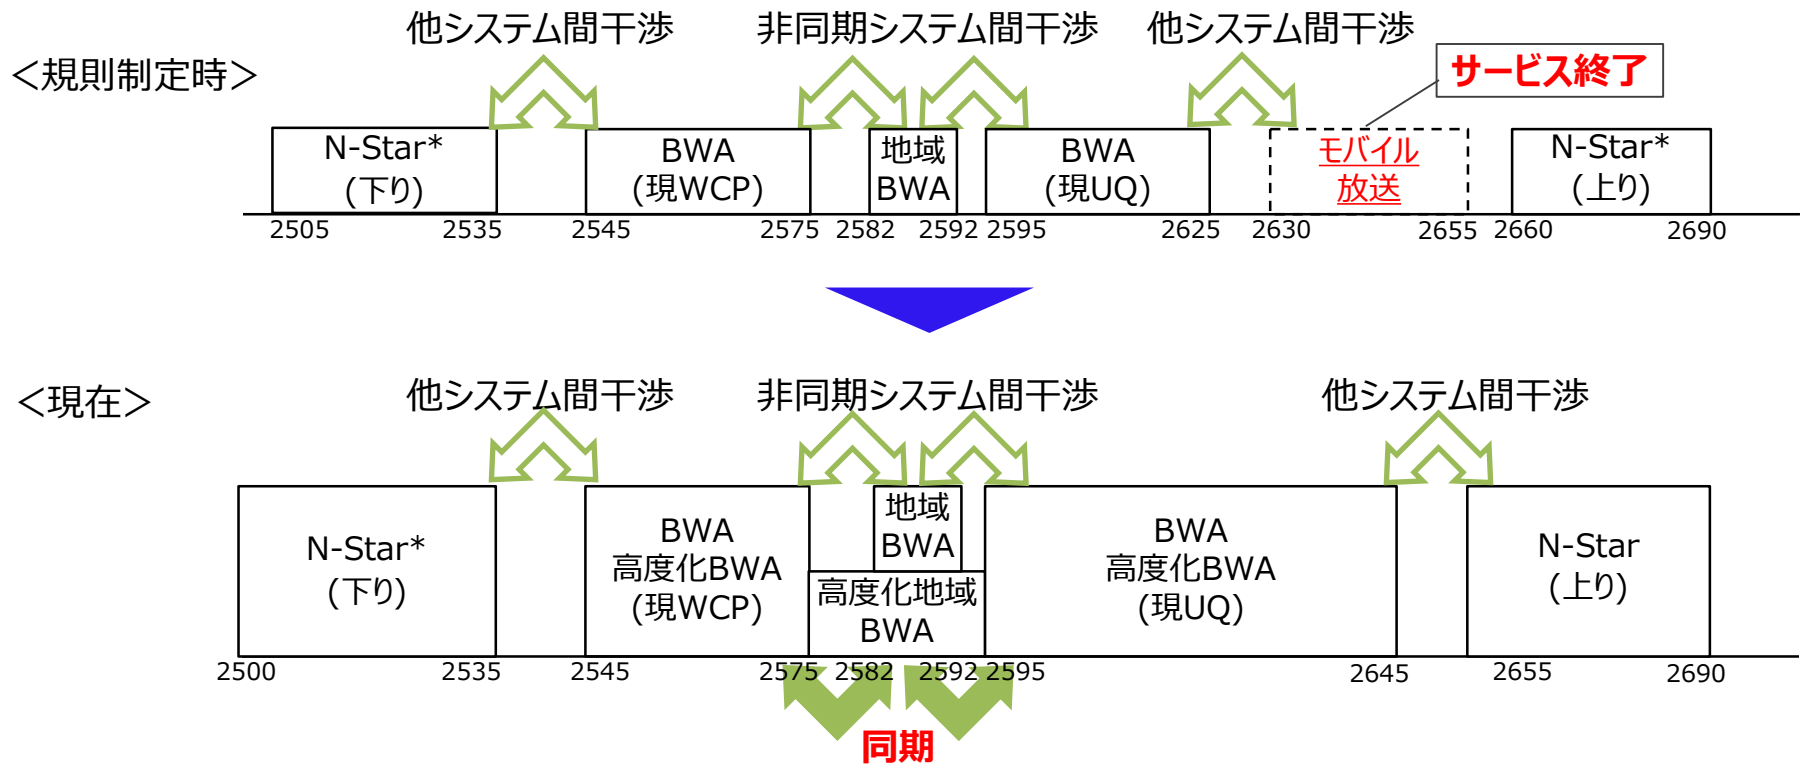 他システム間干渉 非同期システム間干渉 他システム間干渉
＜規則制定時＞
サービス終了
N-Star*
(下り)
BWA
(現WCP)
地域
BWA
BWA
(現UQ)
モバイル
放送
N-Star*
(上り)
2505 2535 2545 2575 2582 2592 2595 2625 2630 2655 2660 2690
＜現在＞
他システム間干渉 非同期システム間干渉 他システム間干渉
N-Star*
(下り)
BWA
高度化BWA
(現WCP)
地域
BWA
高度化地域
BWA
BWA
高度化BWA
(現UQ)
N-Star
(上り)
2500 2535 2545 2575 2582 2592 2595 2645 2655 2690
同期